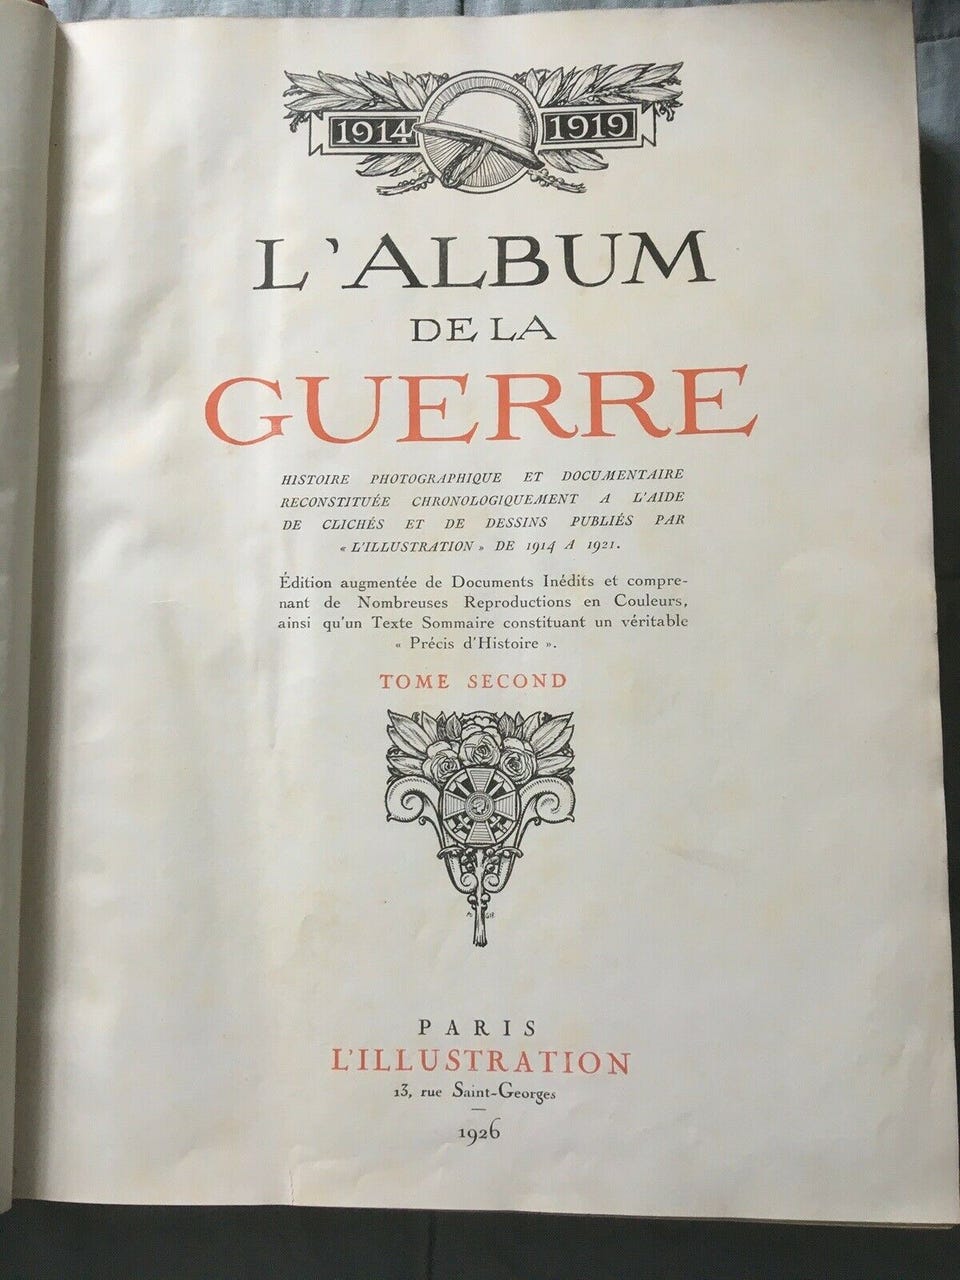 1914 1919
L'ALBUM
DE LA
GUERRE
HISTOIRE PHOTOGRAPHIQUE ET DOCUMENTAIRE
RECONSTITUÉE CHRONOLOGIQUEMENT A L'AIDE
DE CLICHÉS ET DE DESSINS PUBLIÉS PAR
« L'ILLUSTRATION » DE 1914 A 1921.
Édition augmentée de Documents Inédits et compre-
nant de Nombreuses Reproductions en Couleurs,
ainsi qu'un Texte Sommaire constituant un véritable
« Précis d'Histoire ».
TOME SECOND
PARIS
L'ILLUSTRATION
13, rue Saint-Georges
1926